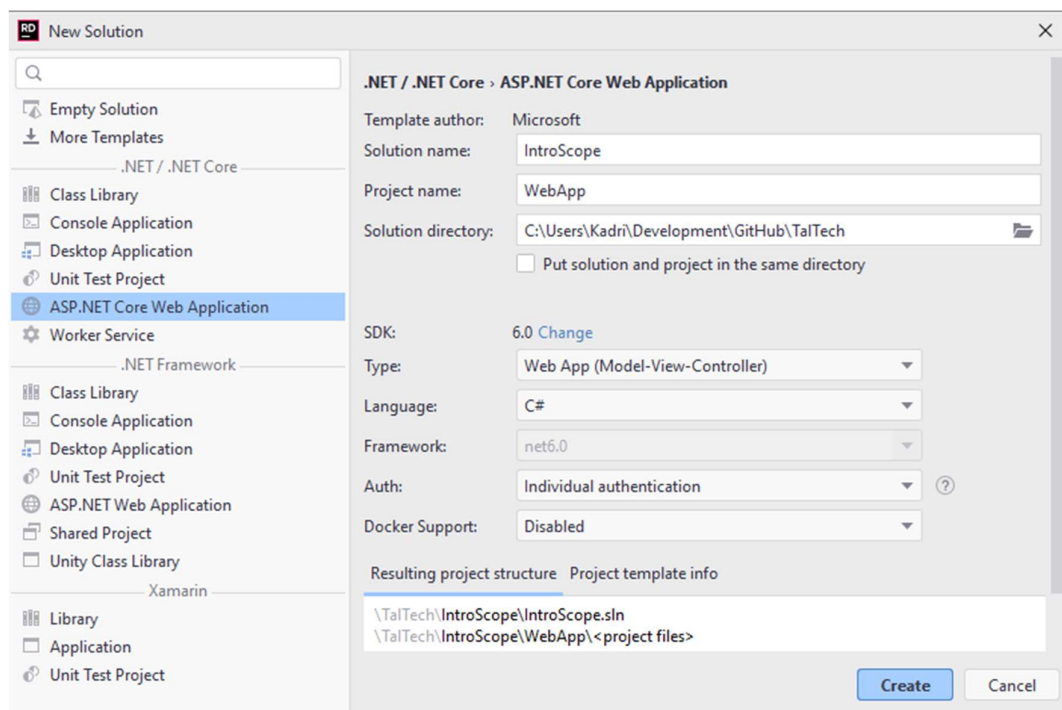 RD New Solution
Empty Solution
More Templates
.NET / .NET Core
Class Library
Console Application
Desktop Application
Unit Test Project
ASP.NET Core Web Application
Worker Service
.NET Framework
Class Library
Console Application
Desktop Application
Unit Test Project
ASP.NET Web Application
Shared Project
Unity Class Library
Xamarin
Library
Application
Unit Test Project
.NET / .NET Core › ASP.NET Core Web Application
Template author: Microsoft
Solution name: IntroScope
Project name: WebApp
Solution directory: C:\Users\Kadri\Development\GitHub\TalTech
Put solution and project in the same directory
SDK: 6.0 Change
Type: Web App (Model-View-Controller)
Language: C#
Framework: net6.0
Auth: Individual authentication ?
Docker Support: Disabled
Resulting project structure Project template info
\TalTech\IntroScope\IntroScope.sln
\TalTech\IntroScope\WebApp\<project files>
Create Cancel